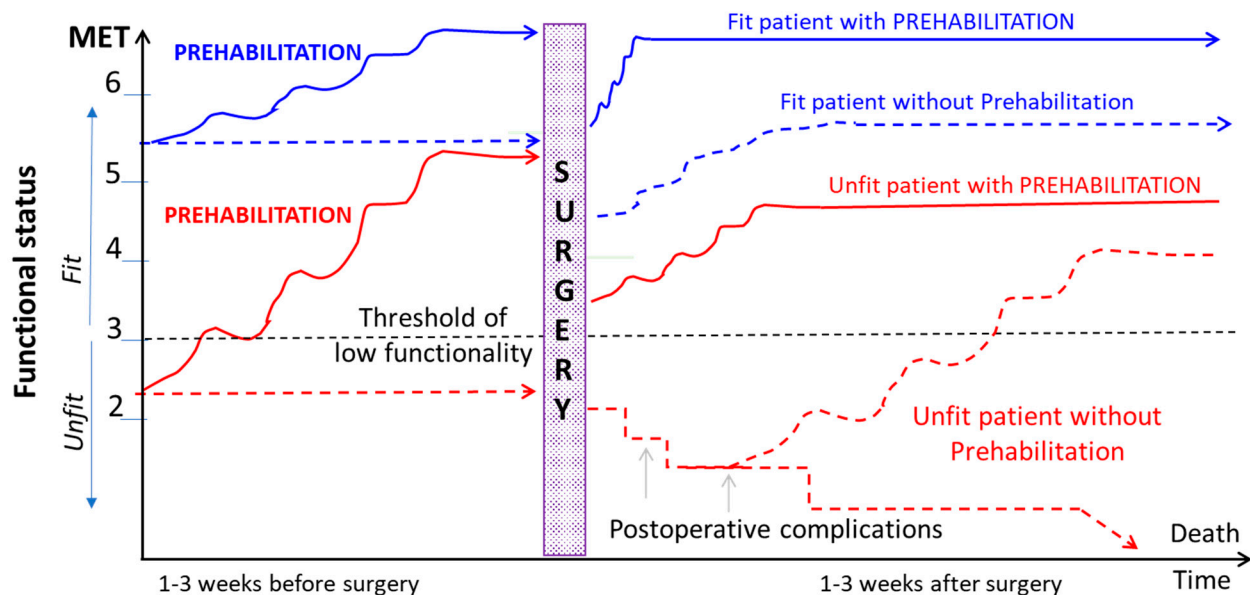 MET
PREHABILITATION
Fit patient with PREHABILITATION
6
Fit patient without Prehabilitation
5
Unfit patient with PREHABILITATION
PREHABILITATION
Functional status
Fit
Unfit
4
3
2
Threshold of
low functionality
SURGERY
Unfit patient without
Prehabilitation
Postoperative complications
Death
1-3 weeks before surgery
1-3 weeks after surgery
Time